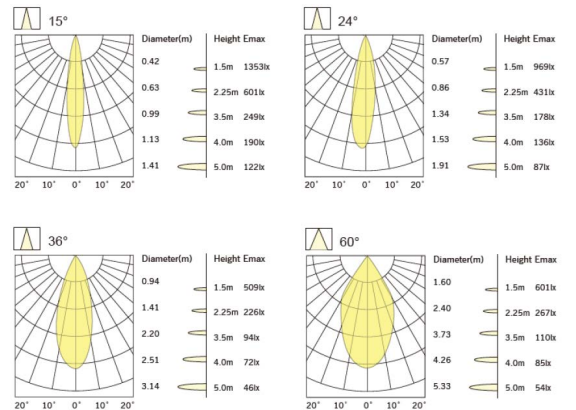 15°
Diameter(m) Height Emax
0.42 1.5m 1353lx
0.63 2.25m 601lx
0.99 3.5m 249lx
1.13 4.0m 190lx
1.41 5.0m 122lx
20° 10° 0° 10° 20°
24°
Diameter(m) Height Emax
0.57 1.5m 969lx
0.86 2.25m 431lx
1.34 3.5m 178lx
1.53 4.0m 136lx
1.91 5.0m 87lx
20° 10° 0° 10° 20°
36°
Diameter(m) Height Emax
0.94 1.5m 509lx
1.41 2.25m 226lx
2.20 3.5m 94lx
2.51 4.0m 72lx
3.14 5.0m 46lx
20° 10° 0° 10° 20°
60°
Diameter(m) Height Emax
1.60 1.5m 601lx
2.40 2.25m 267lx
3.73 3.5m 110lx
4.26 4.0m 85lx
5.33 5.0m 54lx
20° 10° 0° 10° 20°